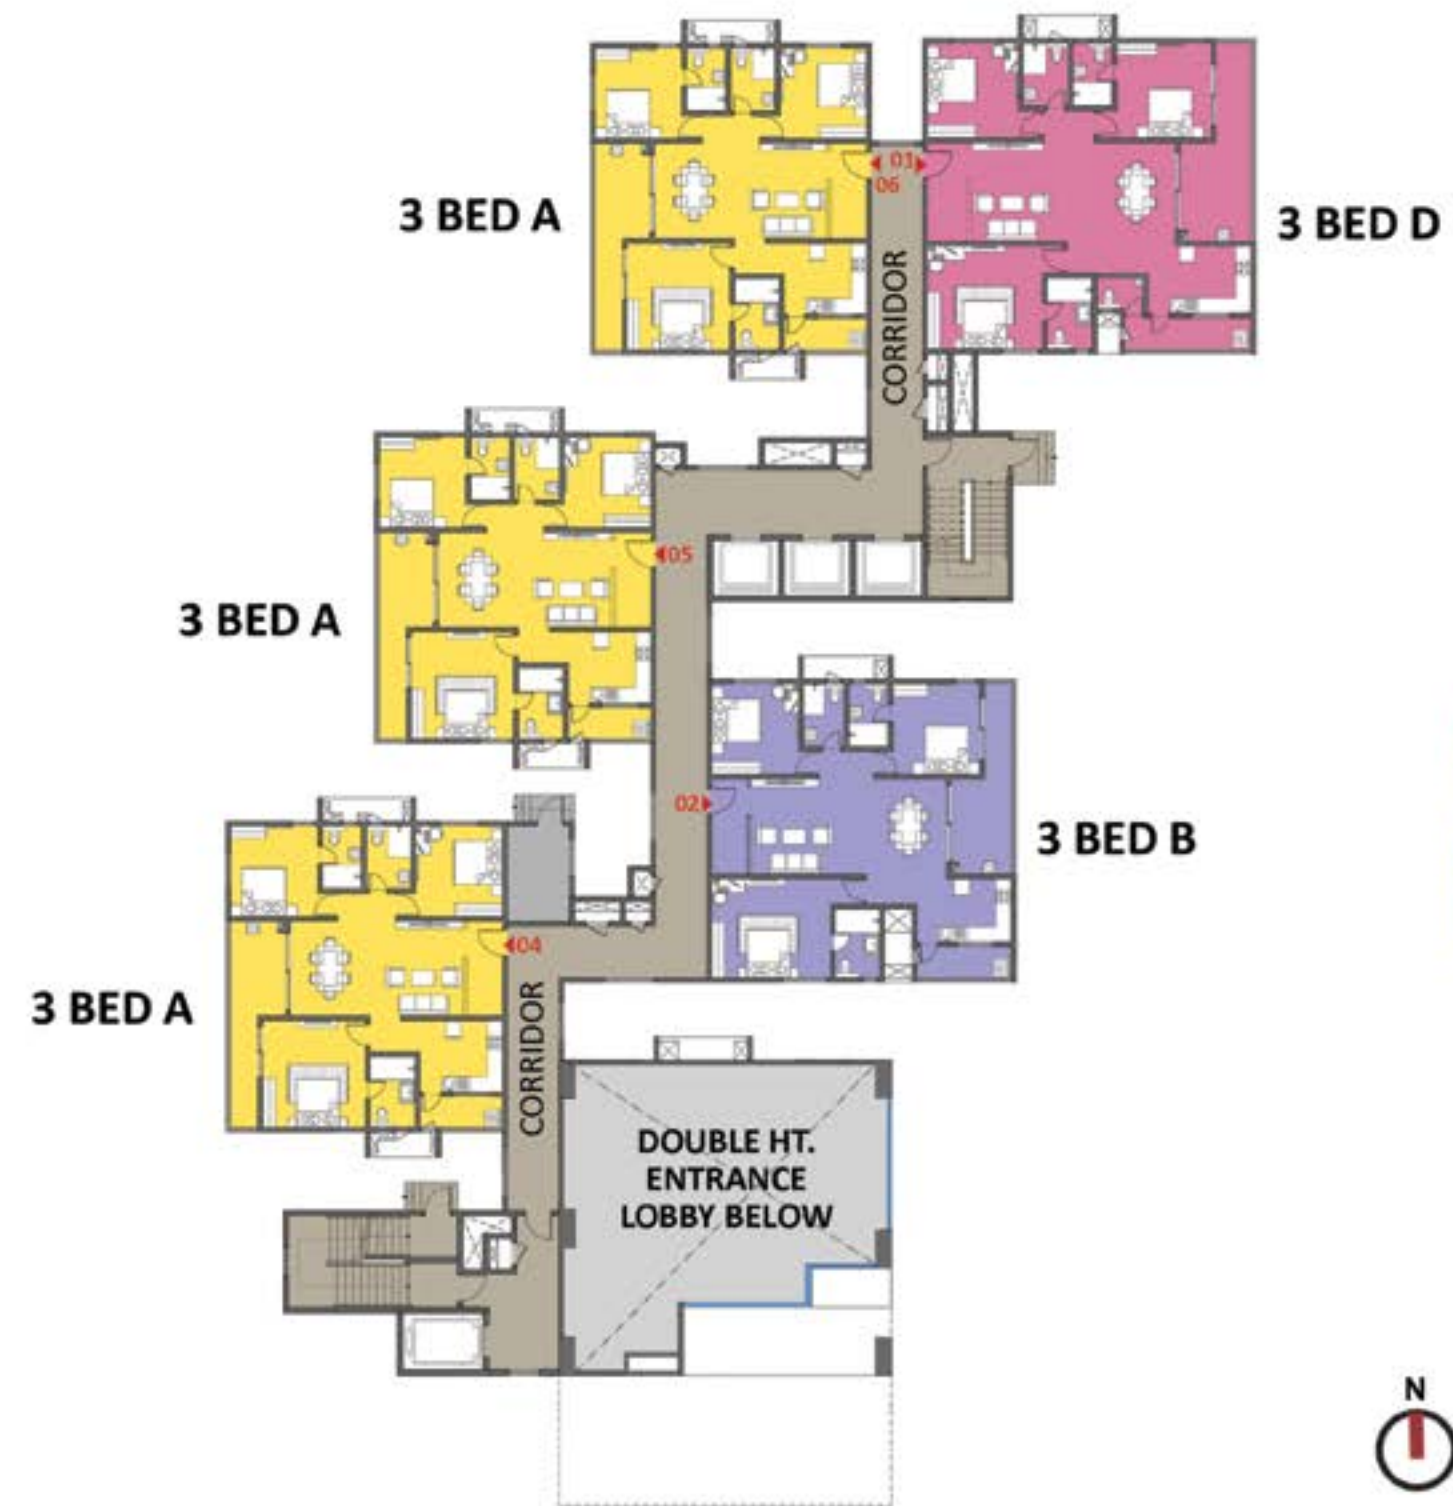 01
06
3 BED A
3 BED D
CORRIDOR
05
3 BED A
02
3 BED B
04
3 BED A
CORRIDOR
DOUBLE HT.
ENTRANCE
LOBBY BELOW
N